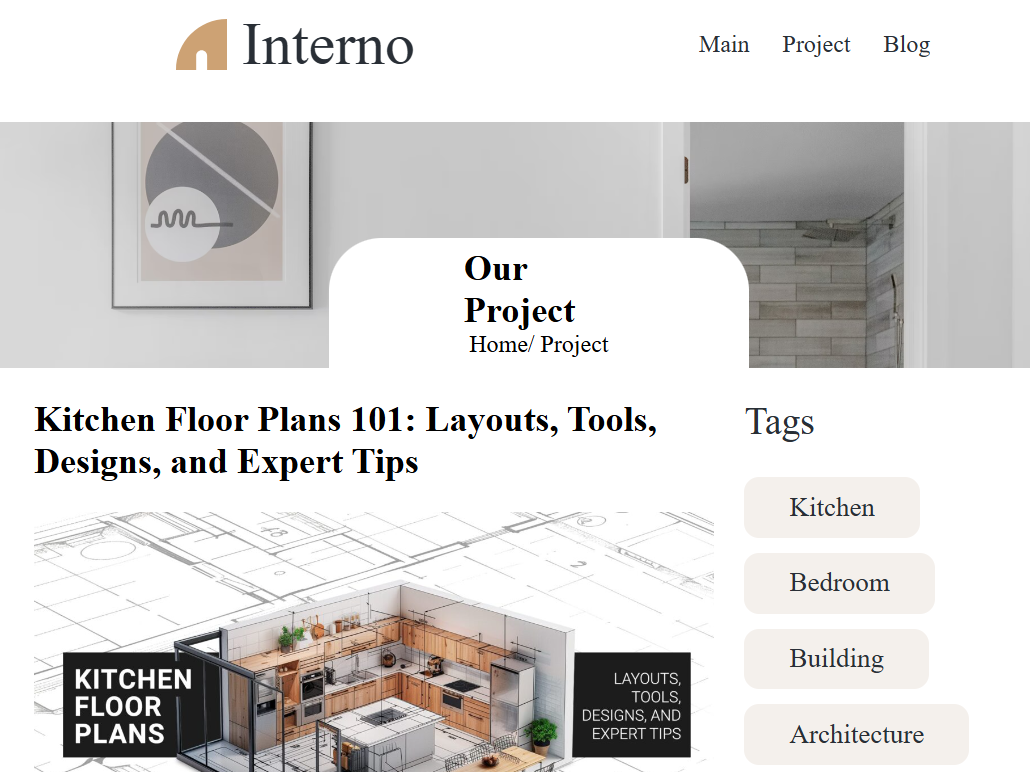 Interno
Main Project Blog
Our
Project
Home/ Project
Kitchen Floor Plans 101: Layouts, Tools,
Designs, and Expert Tips
KITCHEN
FLOOR
PLANS
LAYOUTS,
TOOLS,
DESIGNS, AND
EXPERT TIPS
Tags
Kitchen
Bedroom
Building
Architecture